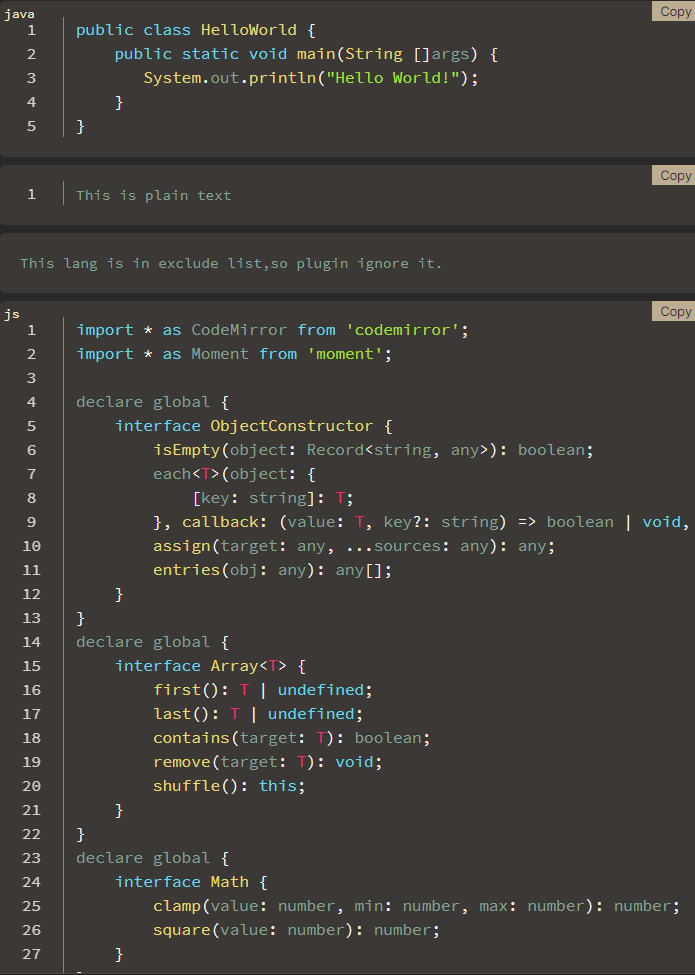 java
Copy
1 public class HelloWorld {
2     public static void main(String []args) {
3        System.out.println("Hello World!");
4     }
5 }
Copy
1 This is plain text
This lang is in exclude list,so plugin ignore it.
js
Copy
1 import * as CodeMirror from 'codemirror';
2 import * as Moment from 'moment';
3
4 declare global {
5     interface ObjectConstructor {
6         isEmpty(object: Record<string, any>): boolean;
7         each<T>(object: {
8             [key: string]: T;
9         }, callback: (value: T, key?: string) => boolean | void,
10         assign(target: any, ...sources: any): any;
11         entries(obj: any): any[];
12     }
13 }
14 declare global {
15     interface Array<T> {
16         first(): T | undefined;
17         last(): T | undefined;
18         contains(target: T): boolean;
19         remove(target: T): void;
20         shuffle(): this;
21     }
22 }
23 declare global {
24     interface Math {
25         clamp(value: number, min: number, max: number): number;
26         square(value: number): number;
27     }